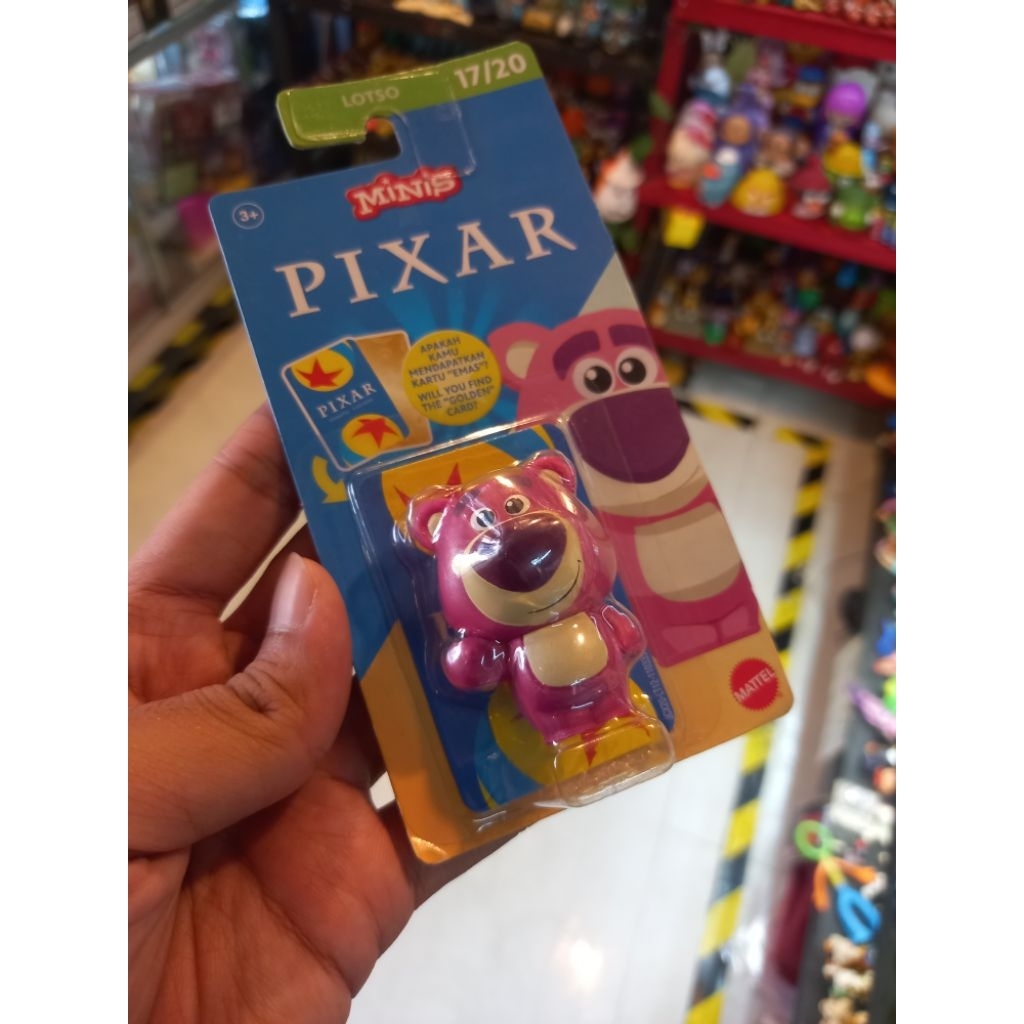 LOTSO
17/20
3+
MINIS
PIXAR
PIXAR
APAKAH
KAMU
MENDAPATKAN
KARTU "EMAS"?
WILL YOU FIND
THE "GOLDEN"
CARD?
MATTEL